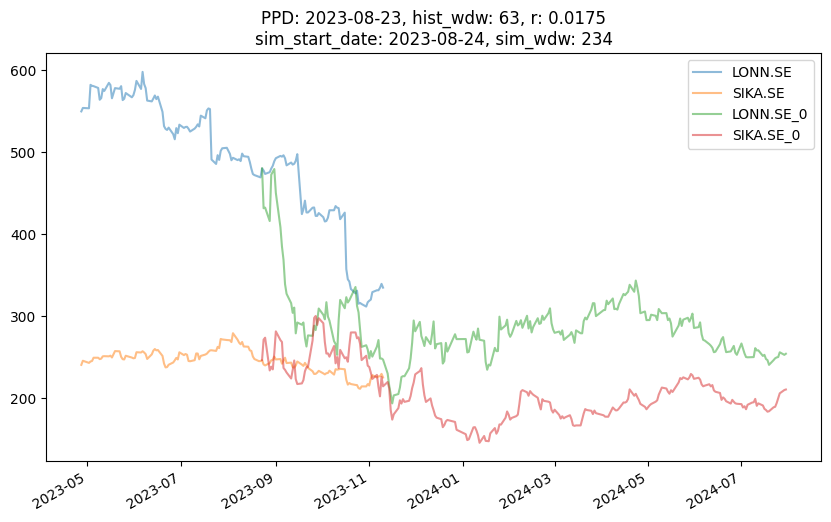 PPD: 2023-08-23, hist_wdw: 63, r: 0.0175
sim_start_date: 2023-08-24, sim_wdw: 234
LONN.SE
SIKA.SE
LONN.SE_0
SIKA.SE_0
600
500
400
300
200
2023-05
2023-07
2023-09
2023-11
2024-01
2024-03
2024-05
2024-07